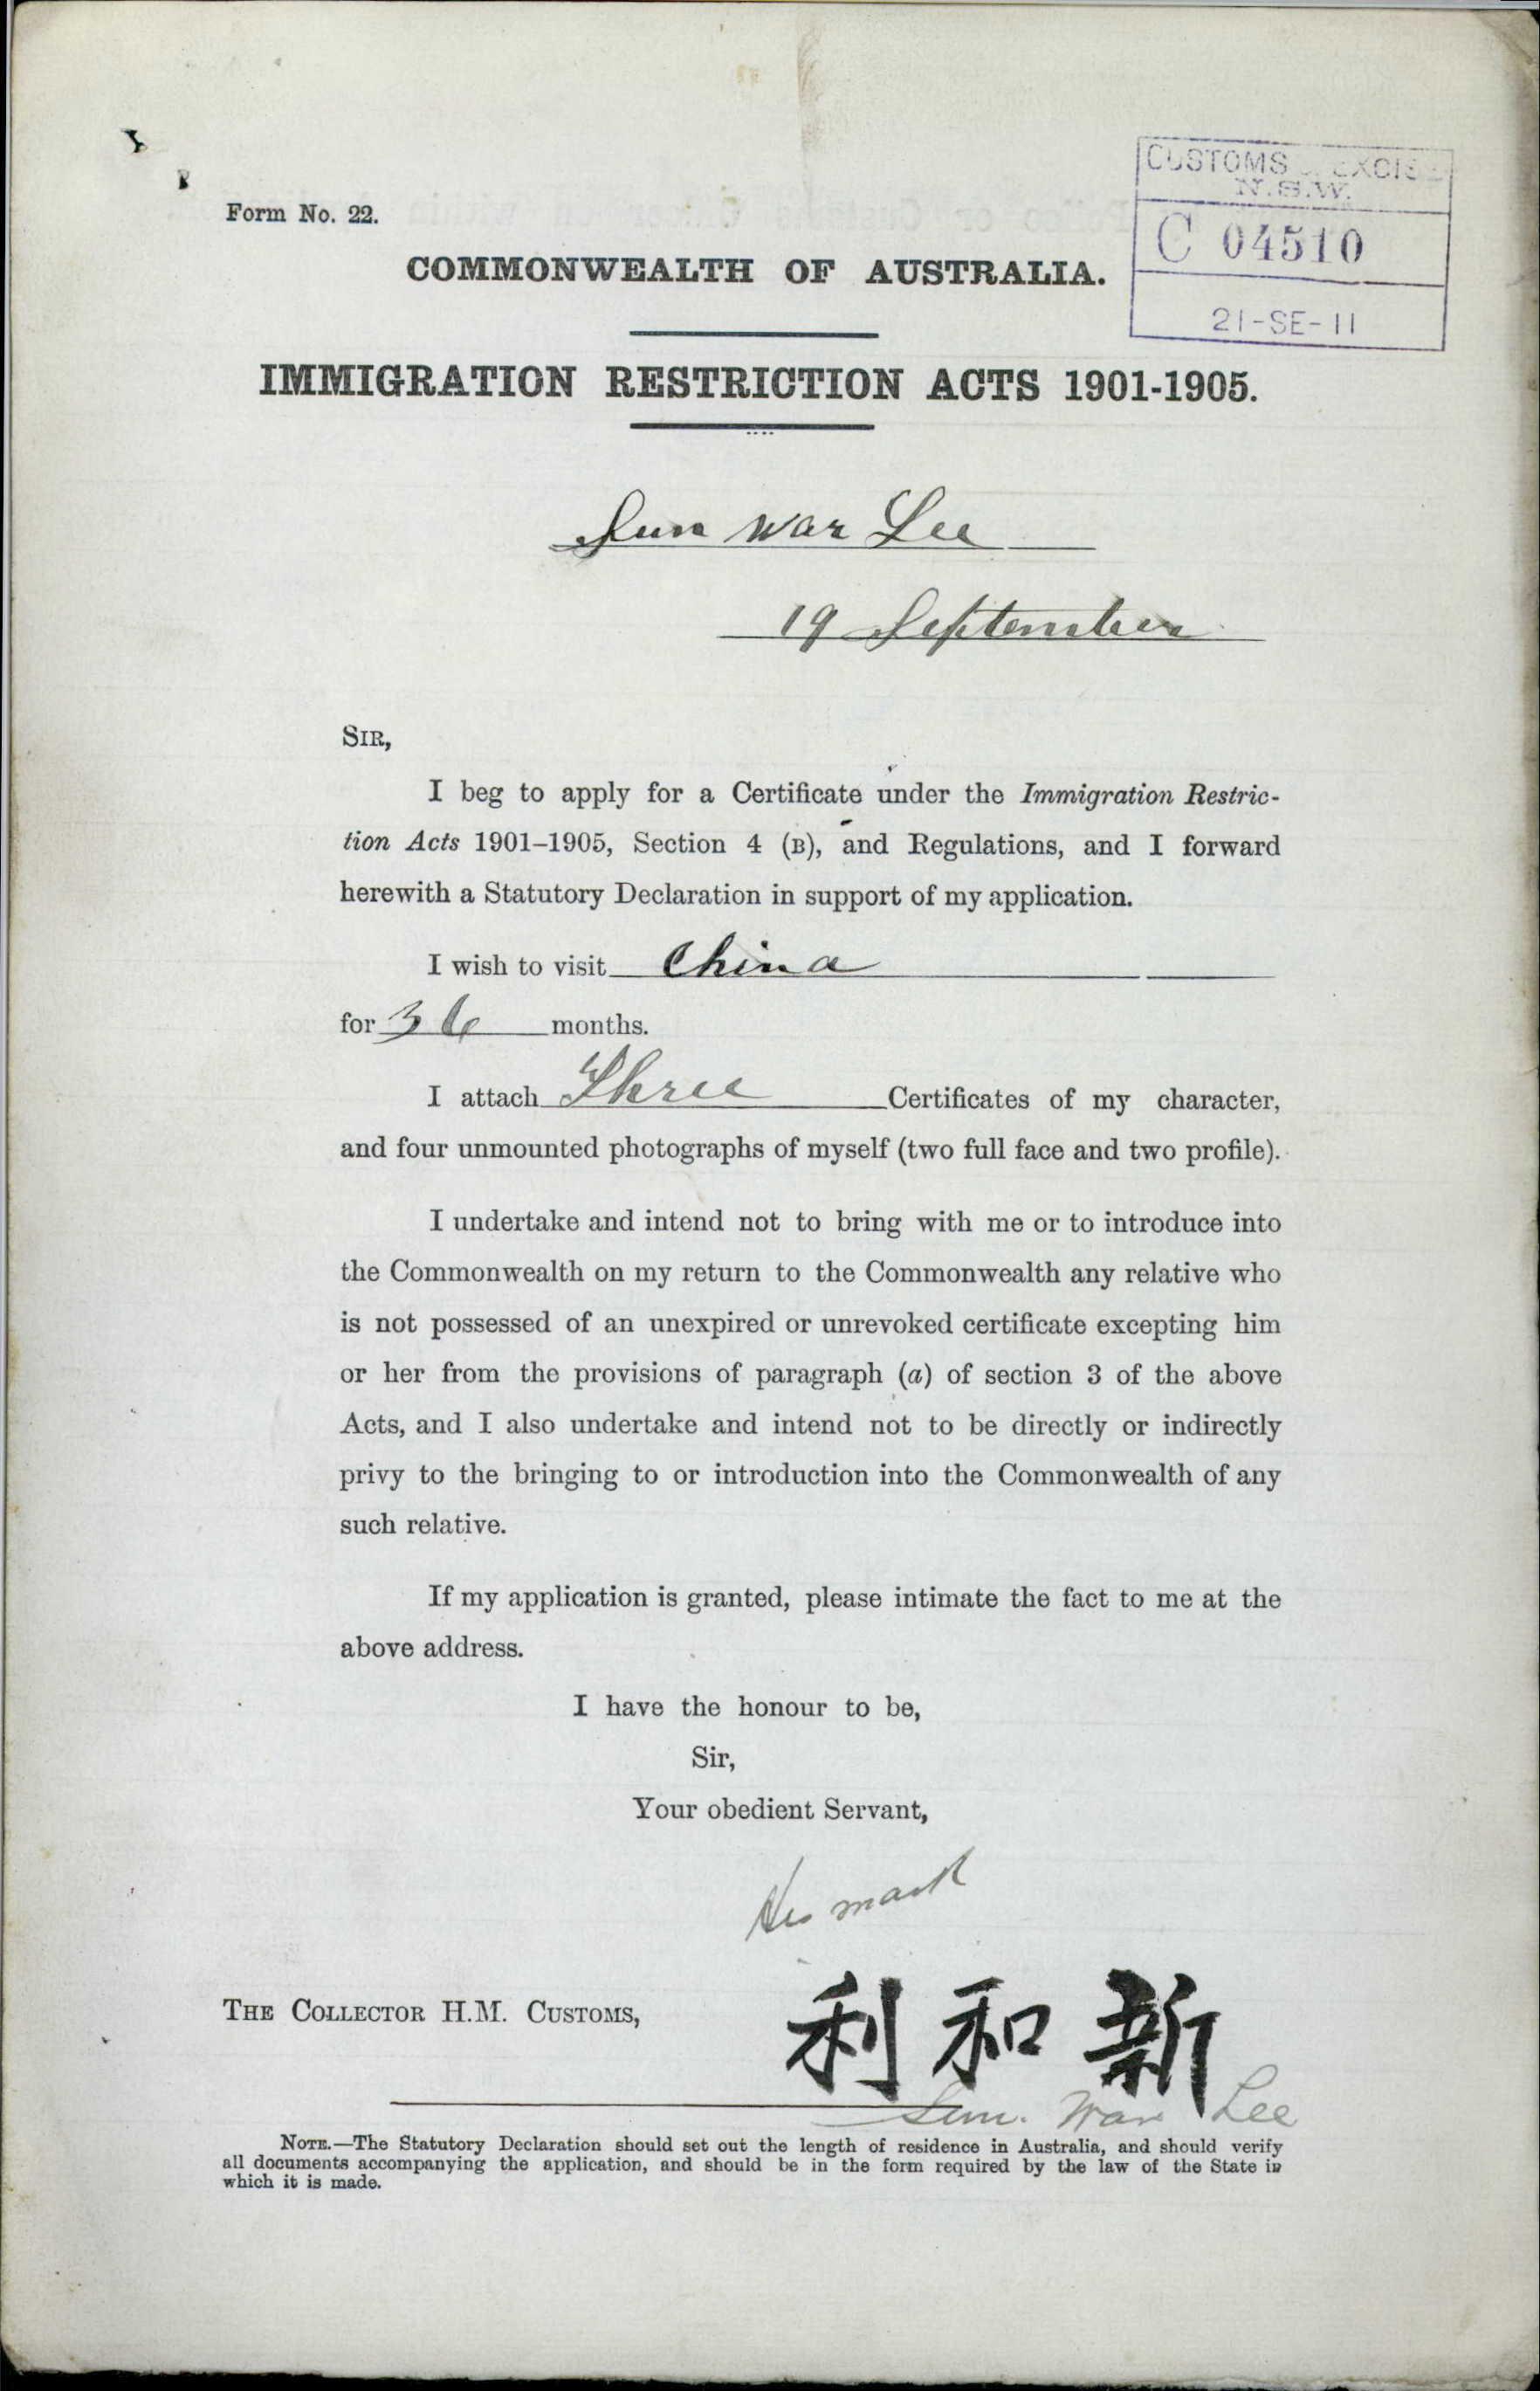 Form No. 22.
CUSTOMS & EXCISE
N.S.W.
C 04510
21-SE-11
COMMONWEALTH OF AUSTRALIA.
IMMIGRATION RESTRICTION ACTS 1901-1905.
Sun War Lee
19 September
SIR,
I beg to apply for a Certificate under the Immigration Restric-
tion Acts 1901–1905, Section 4 (B), and Regulations, and I forward
herewith a Statutory Declaration in support of my application.
I wish to visit China
for 36 months.
I attach Three Certificates of my character,
and four unmounted photographs of myself (two full face and two profile).
I undertake and intend not to bring with me or to introduce into
the Commonwealth on my return to the Commonwealth any relative who
is not possessed of an unexpired or unrevoked certificate excepting him
or her from the provisions of paragraph (a) of section 3 of the above
Acts, and I also undertake and intend not to be directly or indirectly
privy to the bringing to or introduction into the Commonwealth of any
such relative.
If my application is granted, please intimate the fact to me at the
above address.
I have the honour to be,
Sir,
Your obedient Servant,
His mark
利和新
THE COLLECTOR H.M. CUSTOMS,
Sun. War Lee
NOTE.—The Statutory Declaration should set out the length of residence in Australia, and should verify
all documents accompanying the application, and should be in the form required by the law of the State in
which it is made.